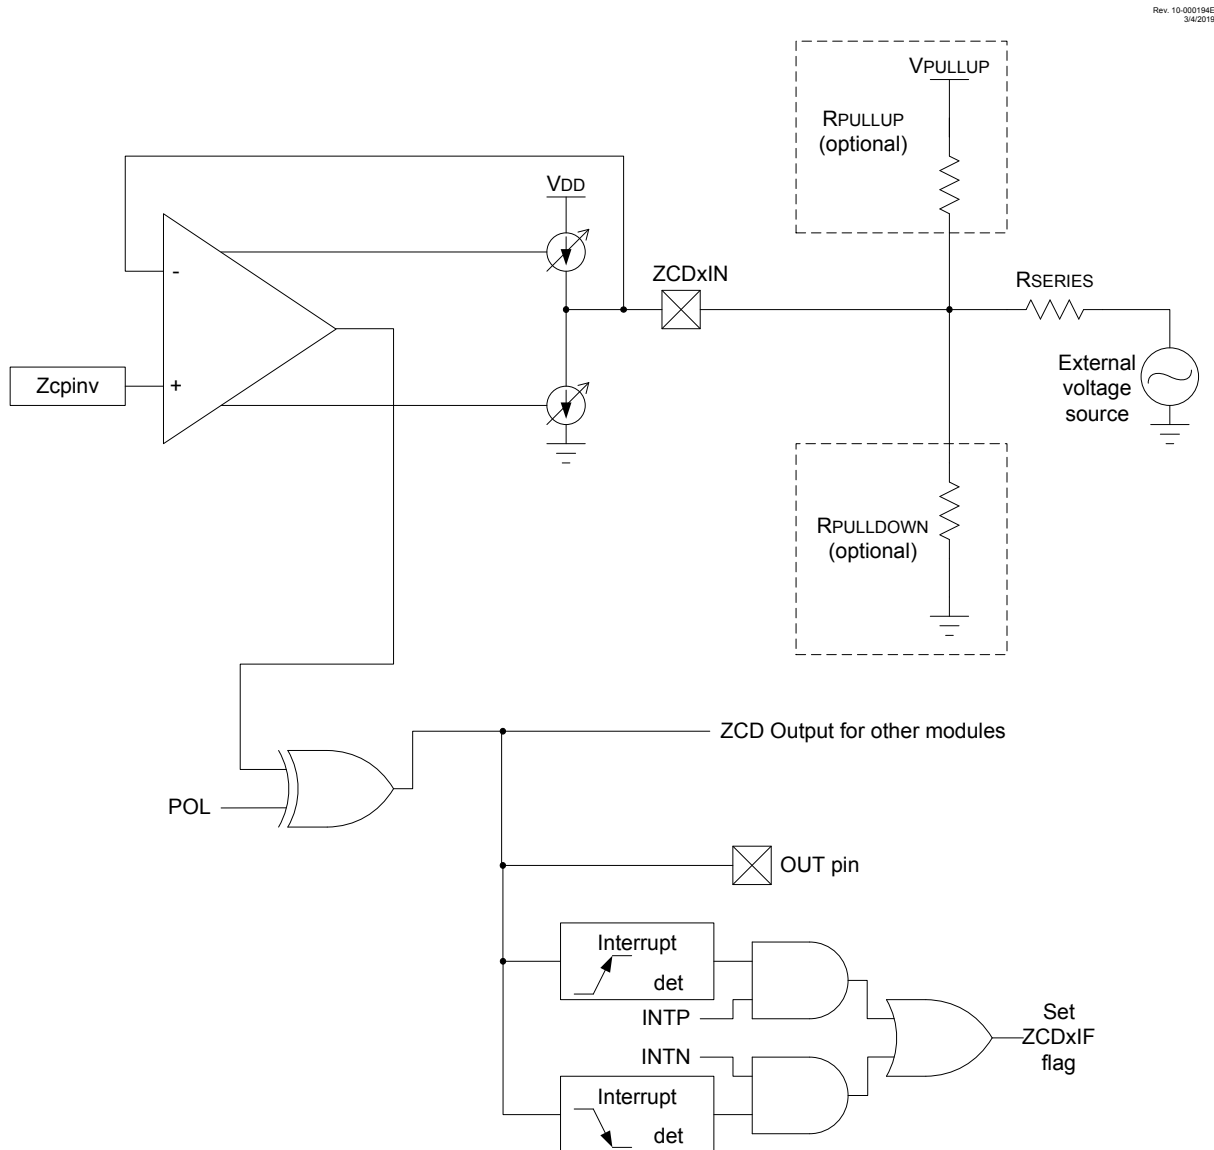 Rev. 10-000194E
3/4/2019
VPULLUP
RPULLUP
(optional)
VDD
ZCDxIN
RSERIES
-
Zcpinv
+
External
voltage
source
RPULLDOWN
(optional)
ZCD Output for other modules
POL
OUT pin
Interrupt
det
INTP
Set
ZCDxIF
flag
INTN
Interrupt
det